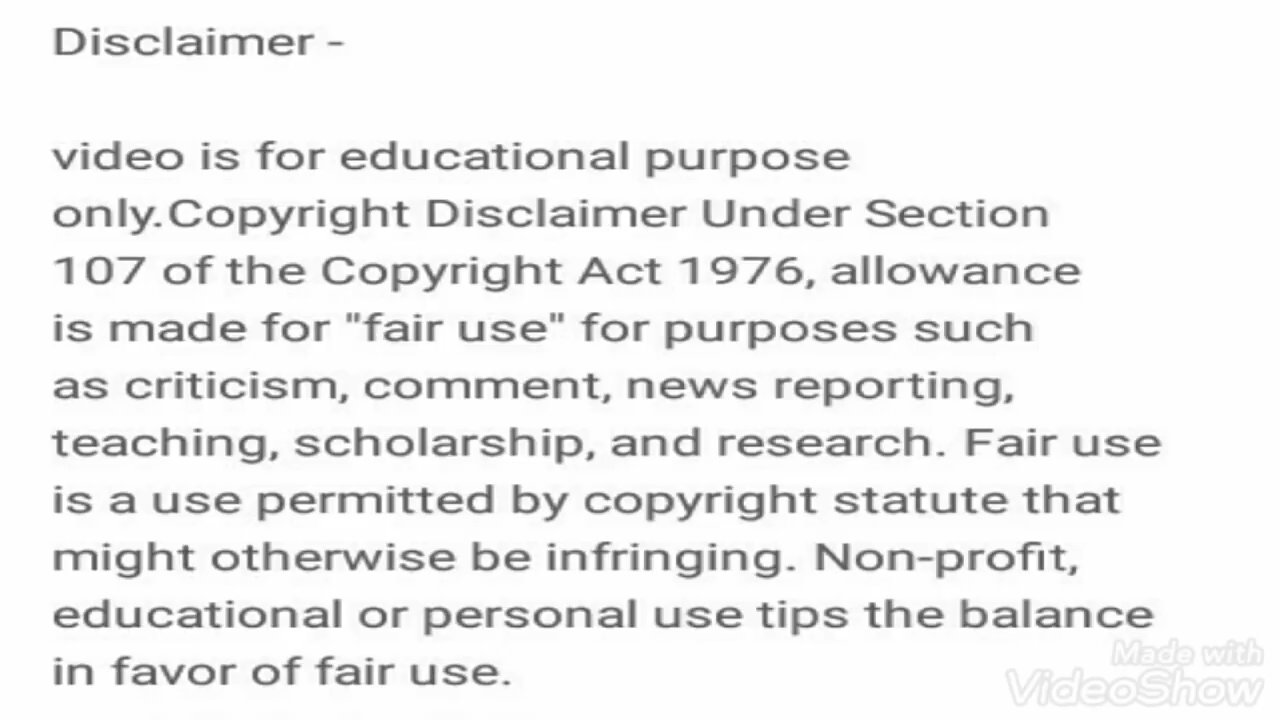 Disclaimer -
video is for educational purpose
only.Copyright Disclaimer Under Section
107 of the Copyright Act 1976, allowance
is made for "fair use" for purposes such
as criticism, comment, news reporting,
teaching, scholarship, and research. Fair use
is a use permitted by copyright statute that
might otherwise be infringing. Non-profit,
educational or personal use tips the balance
in favor of fair use.
Made with
VideoShow